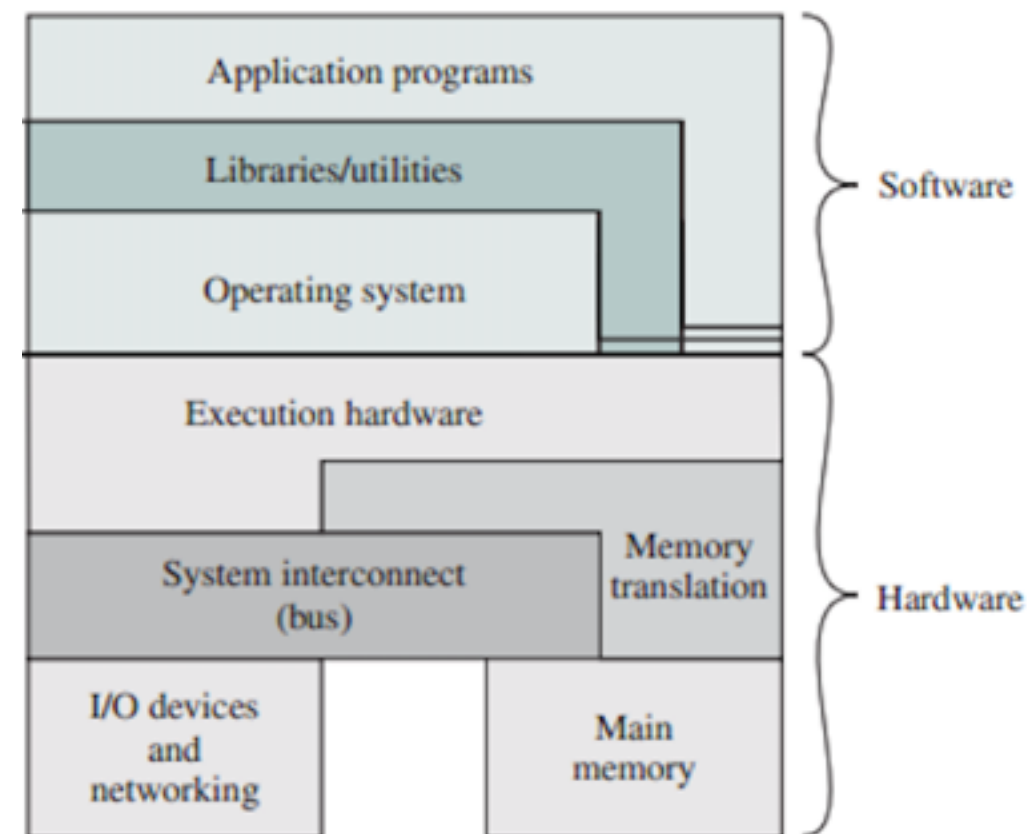 Application programs
Libraries/utilities
Software
Operating system
Execution hardware
Memory
translation
System interconnect
(bus)
Hardware
I/O devices
and
networking
Main
memory